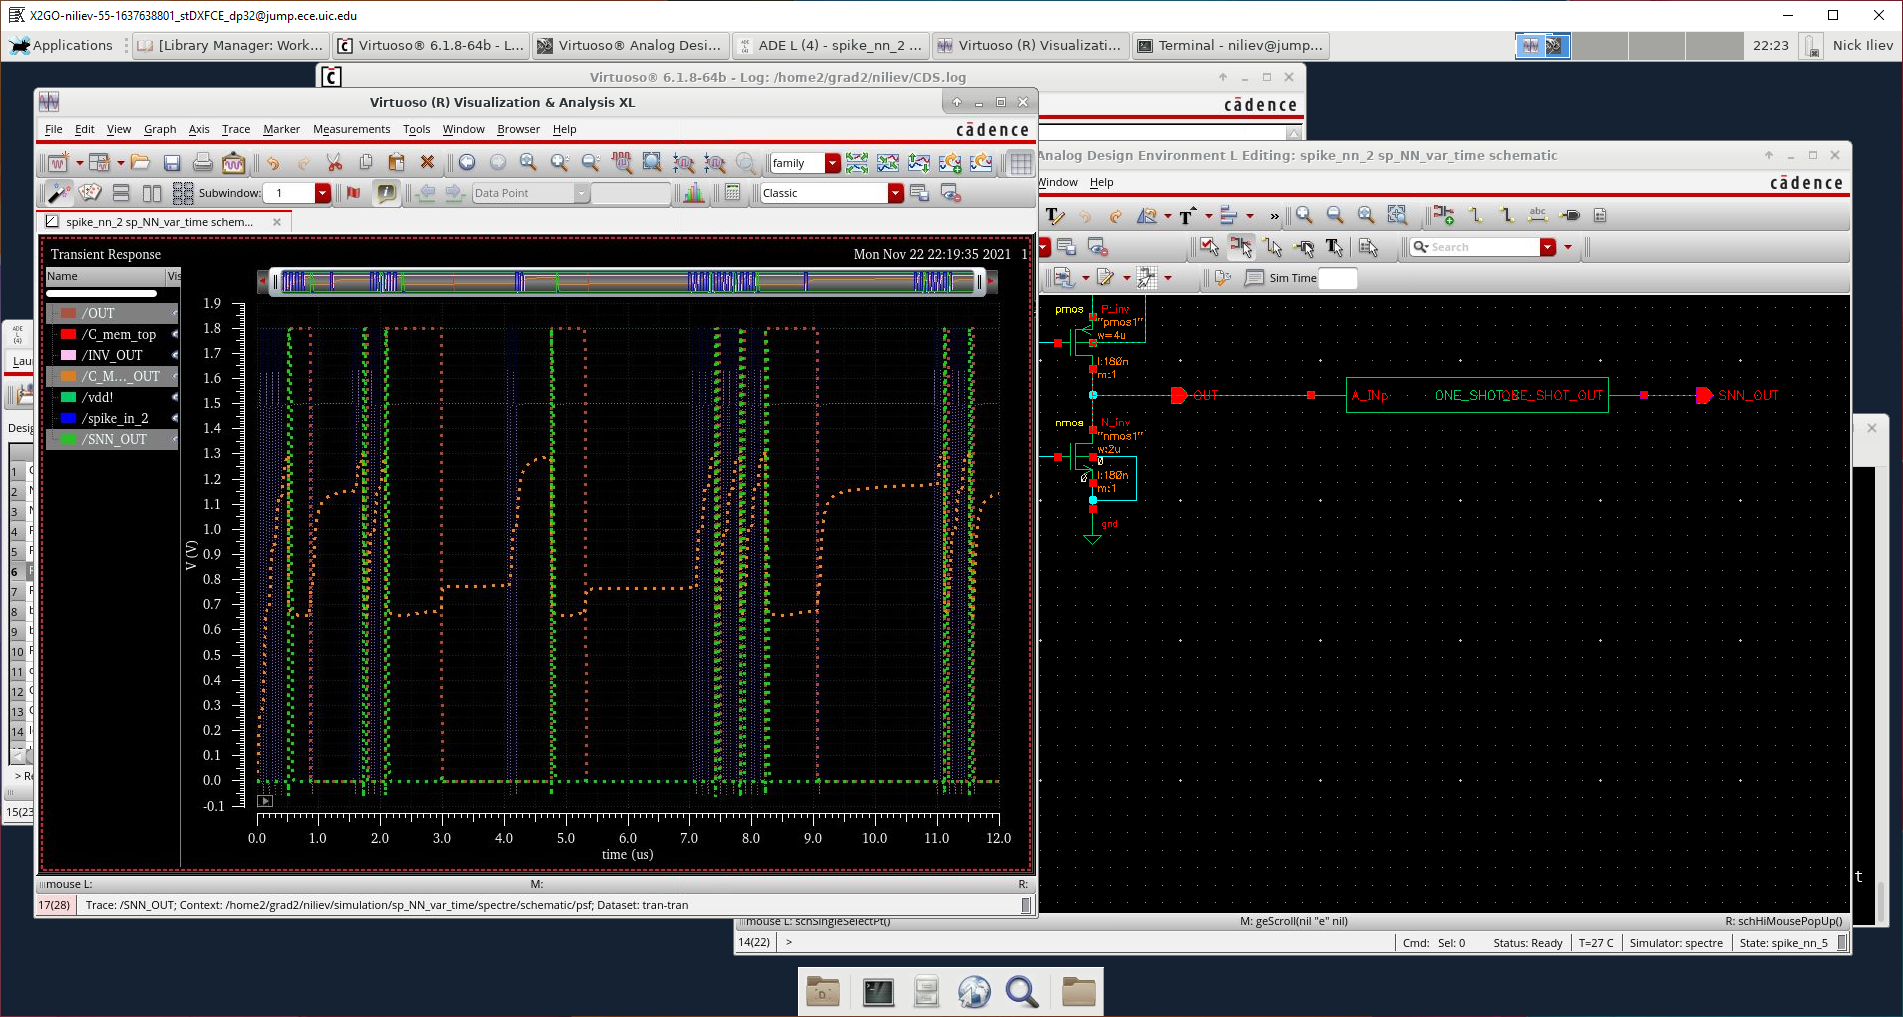 X2GO-niliev-55-1637638801_stDXFCE_dp32@jump.ece.uic.edu
Applications
[Library Manager: Work...
Virtuoso® 6.1.8-64b - L...
Virtuoso® Analog Desi...
ADE L (4) - spike_nn_2 ...
Virtuoso (R) Visualizati...
Terminal - niliev@jump...
22:23
Nick Iliev
Virtuoso® 6.1.8-64b - Log: /home2/grad2/niliev/CDS.log
cādence
Virtuoso (R) Visualization & Analysis XL
File Edit View Graph Axis Trace Marker Measurements Tools Window Browser Help
cādence
family
Subwindow: 1
Data Point
Classic
spike_nn_2 sp_NN_var_time schem...
Transient Response
Mon Nov 22 22:19:35 2021 1
Name
Vis
/OUT
/C_mem_top
/INV_OUT
/C_M..._OUT
/vdd!
/spike_in_2
/SNN_OUT
1.9
1.8
1.7
1.6
1.5
1.4
1.3
1.2
1.1
1.0
0.9
0.8
0.7
0.6
0.5
0.4
0.3
0.2
0.1
0.0
-0.1
V (V)
0.0 1.0 2.0 3.0 4.0 5.0 6.0 7.0 8.0 9.0 10.0 11.0 12.0
time (us)
mouse L:
M:
R:
17(28)
Trace: /SNN_OUT; Context: /home2/grad2/niliev/simulation/sp_NN_var_time/spectre/schematic/psf; Dataset: tran-tran
Analog Design Environment L Editing: spike_nn_2 sp_NN_var_time schematic
Window Help
cādence
Search
Sim Time
pmos
P_inv
"pmos1"
w=4u
l:180n
m:1
OUT
A_INp
SNN_OUT
nmos
N_inv
"nmos1"
w:2u
0
l:180n
m:1
0
gnd
mouse L: schSingleSelectPt()
M: geScroll(nil "e" nil)
R: schHiMousePopUp()
14(22)
>
Cmd: Sel: 0
Status: Ready
T=27 C
Simulator: spectre
State: spike_nn_5
ADE
L
(4)
Lau
Desig
1
2
3
4
5
6
7
8
9
10
11
12
13
14
> Re
15(23
t